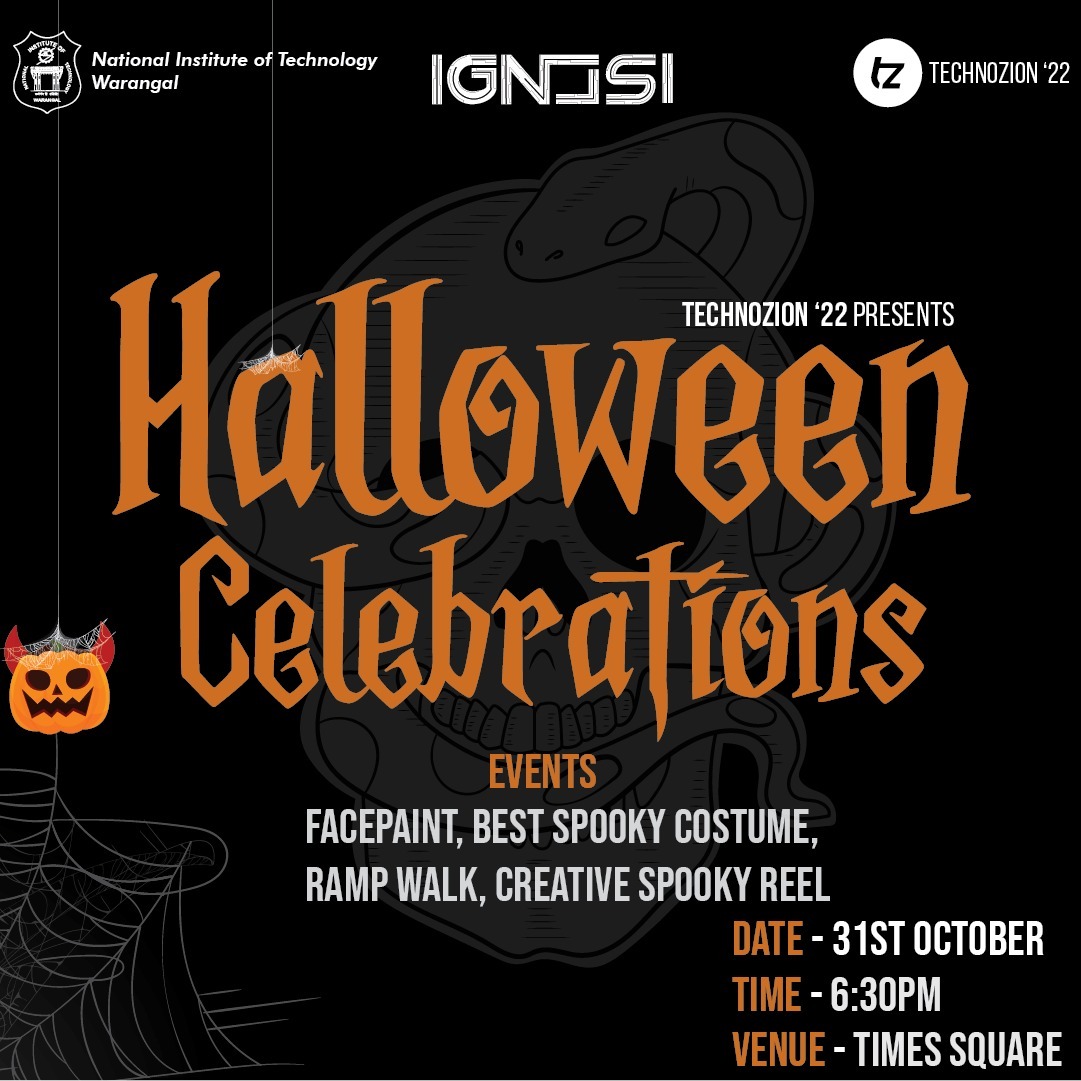 National Institute of Technology
Warangal
IGNOSI
tz TECHNOZION ‘22
TECHNOZION ‘22 PRESENTS
Halloween
Celebrations
EVENTS
FACEPAINT, BEST SPOOKY COSTUME,
RAMP WALK, CREATIVE SPOOKY REEL
DATE - 31ST OCTOBER
TIME - 6:30PM
VENUE - TIMES SQUARE